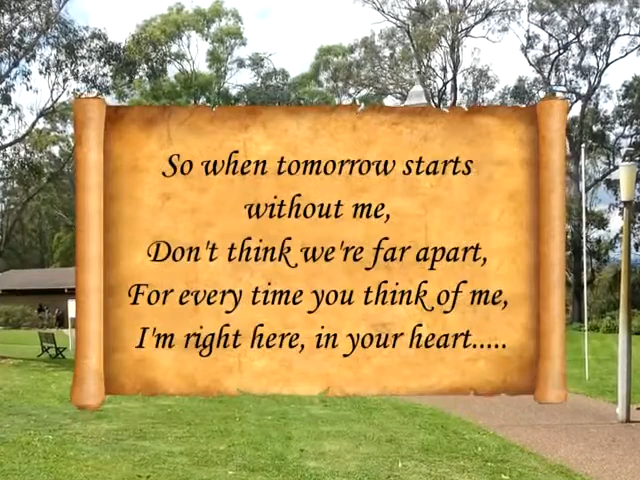 So when tomorrow starts
without me,
Don't think we're far apart,
For every time you think of me,
I'm right here, in your heart.....